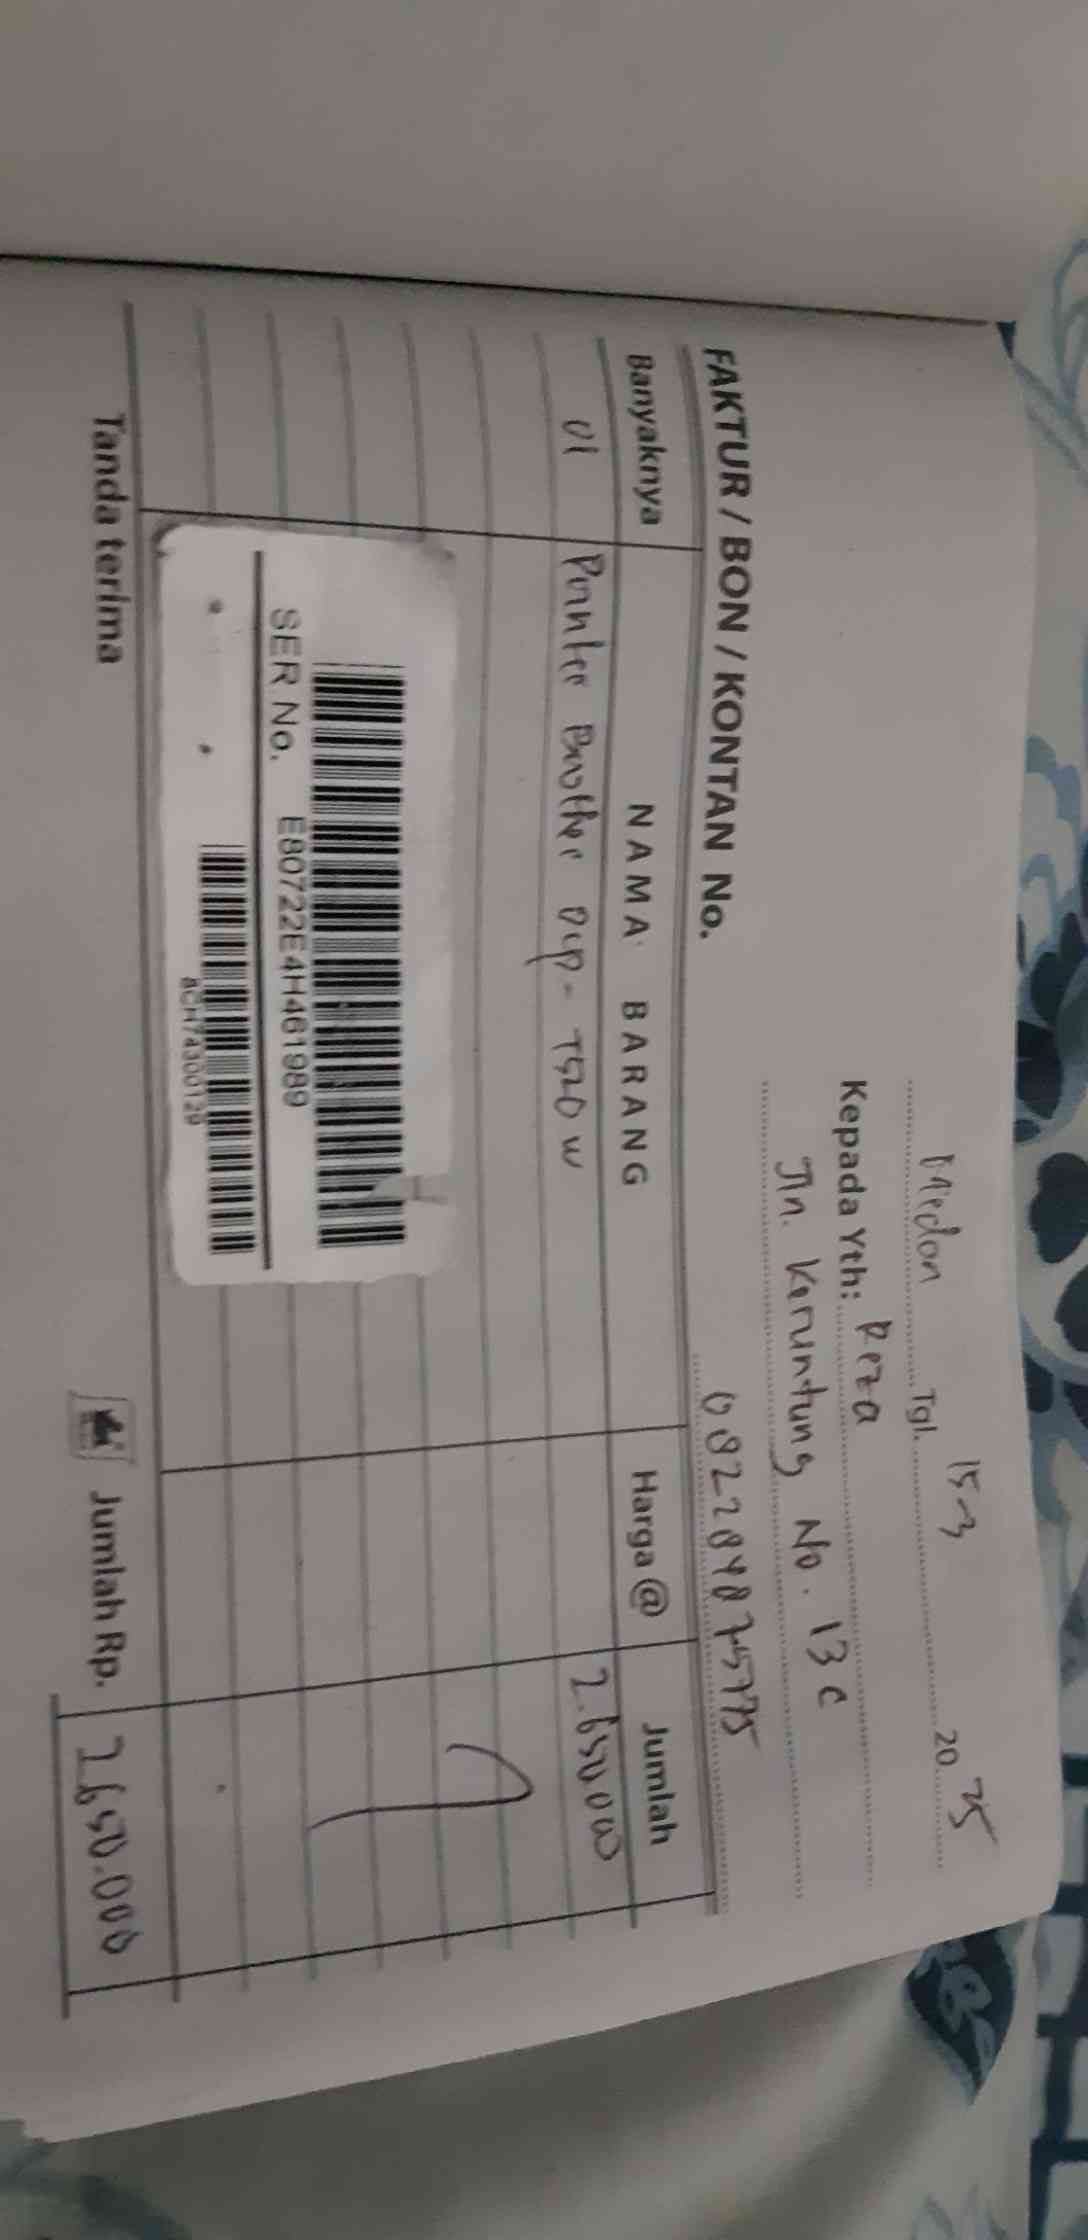 Medan Tgl. 15-3 20 25
Kepada Yth: Reza
Jln. Keruntung No. 13 C
FAKTUR / BON / KONTAN No.
082284875775
Banyaknya NAMA BARANG Harga @ Jumlah
01 Printer Brother Dcp- T520 W 2.650.000
SER.No. E80722E4H461989
8CH74300129
Tanda terima Jumlah Rp. 2.650.000